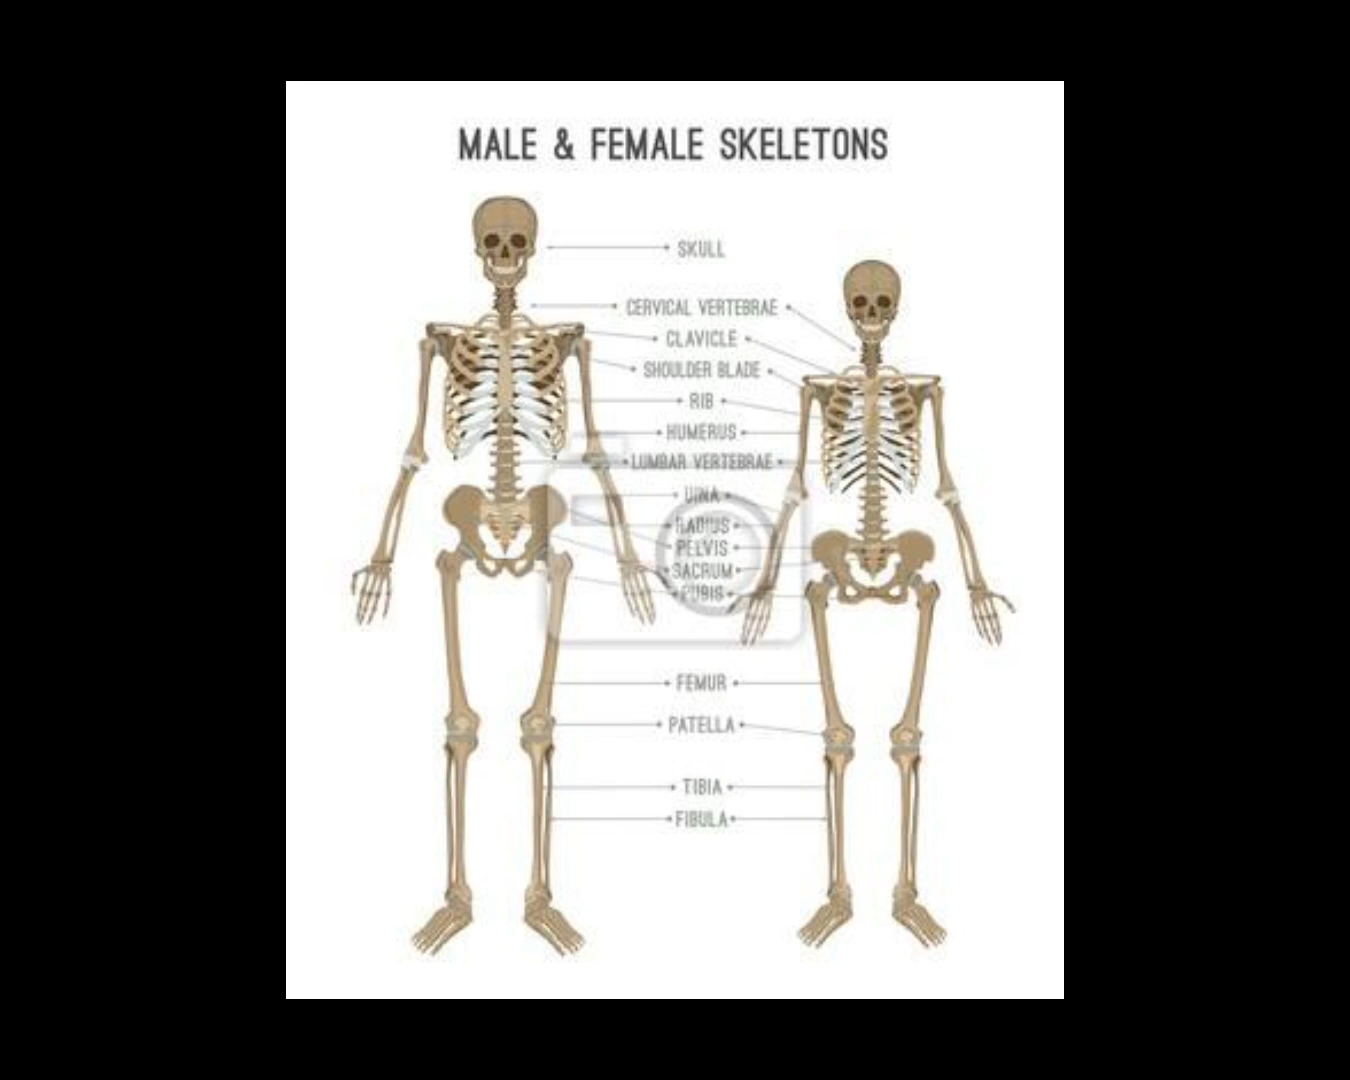 MALE & FEMALE SKELETONS
SKULL
CERVICAL VERTEBRAE
CLAVICLE
SHOULDER BLADE
RIB
HUMERUS
LUMBAR VERTEBRAE
UINA
RADIUS
PELVIS
SACRUM
PUBIS
FEMUR
PATELLA
TIBIA
FIBULA